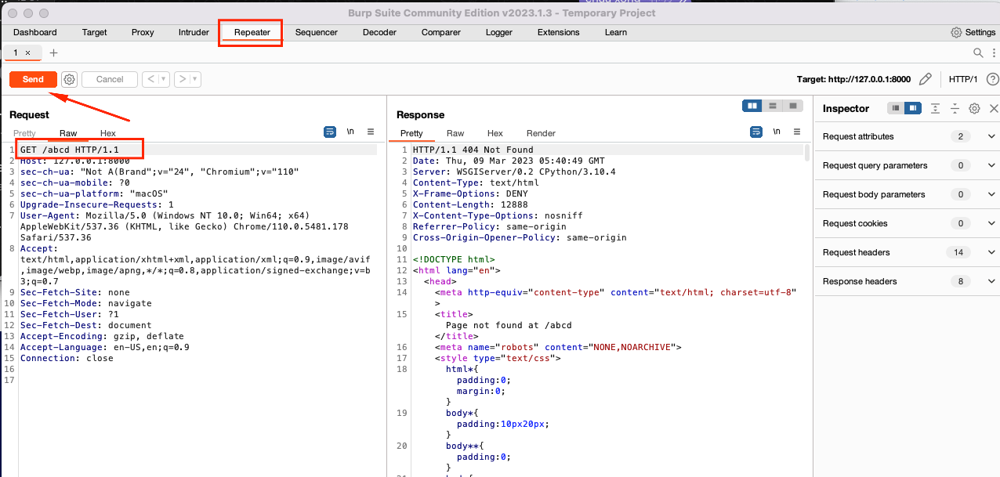 Burp Suite Community Edition v2023.1.3 - Temporary Project
Dashboard Target Proxy Intruder Repeater Sequencer Decoder Comparer Logger Extensions Learn Settings
1 × +
Send Cancel < > Target: http://127.0.0.1:8000 HTTP/1 ?
Request
Pretty Raw Hex \n
1 GET /abcd HTTP/1.1
2 Host: 127.0.0.1:8000
3 sec-ch-ua: "Not A(Brand";v="24", "Chromium";v="110"
4 sec-ch-ua-mobile: ?0
5 sec-ch-ua-platform: "macOS"
6 Upgrade-Insecure-Requests: 1
7 User-Agent: Mozilla/5.0 (Windows NT 10.0; Win64; x64)
AppleWebKit/537.36 (KHTML, like Gecko) Chrome/110.0.5481.178
Safari/537.36
8 Accept:
text/html,application/xhtml+xml,application/xml;q=0.9,image/avif
,image/webp,image/apng,*/*;q=0.8,application/signed-exchange;v=b
3;q=0.7
9 Sec-Fetch-Site: none
10 Sec-Fetch-Mode: navigate
11 Sec-Fetch-User: ?1
12 Sec-Fetch-Dest: document
13 Accept-Encoding: gzip, deflate
14 Accept-Language: en-US,en;q=0.9
15 Connection: close
16
17
Response
Pretty Raw Hex Render \n
1 HTTP/1.1 404 Not Found
2 Date: Thu, 09 Mar 2023 05:40:49 GMT
3 Server: WSGIServer/0.2 CPython/3.10.4
4 Content-Type: text/html
5 X-Frame-Options: DENY
6 Content-Length: 12888
7 X-Content-Type-Options: nosniff
8 Referrer-Policy: same-origin
9 Cross-Origin-Opener-Policy: same-origin
10
11 <!DOCTYPE html>
12 <html lang="en">
13 <head>
14 <meta http-equiv="content-type" content="text/html; charset=utf-8"
>
15 <title>
Page not found at /abcd
</title>
16 <meta name="robots" content="NONE,NOARCHIVE">
17 <style type="text/css">
18 html*{
padding:0;
margin:0;
}
19 body*{
padding:10px20px;
}
20 body**{
padding:0;
}
Inspector
Request attributes 2
Request query parameters 0
Request body parameters 0
Request cookies 0
Request headers 14
Response headers 8